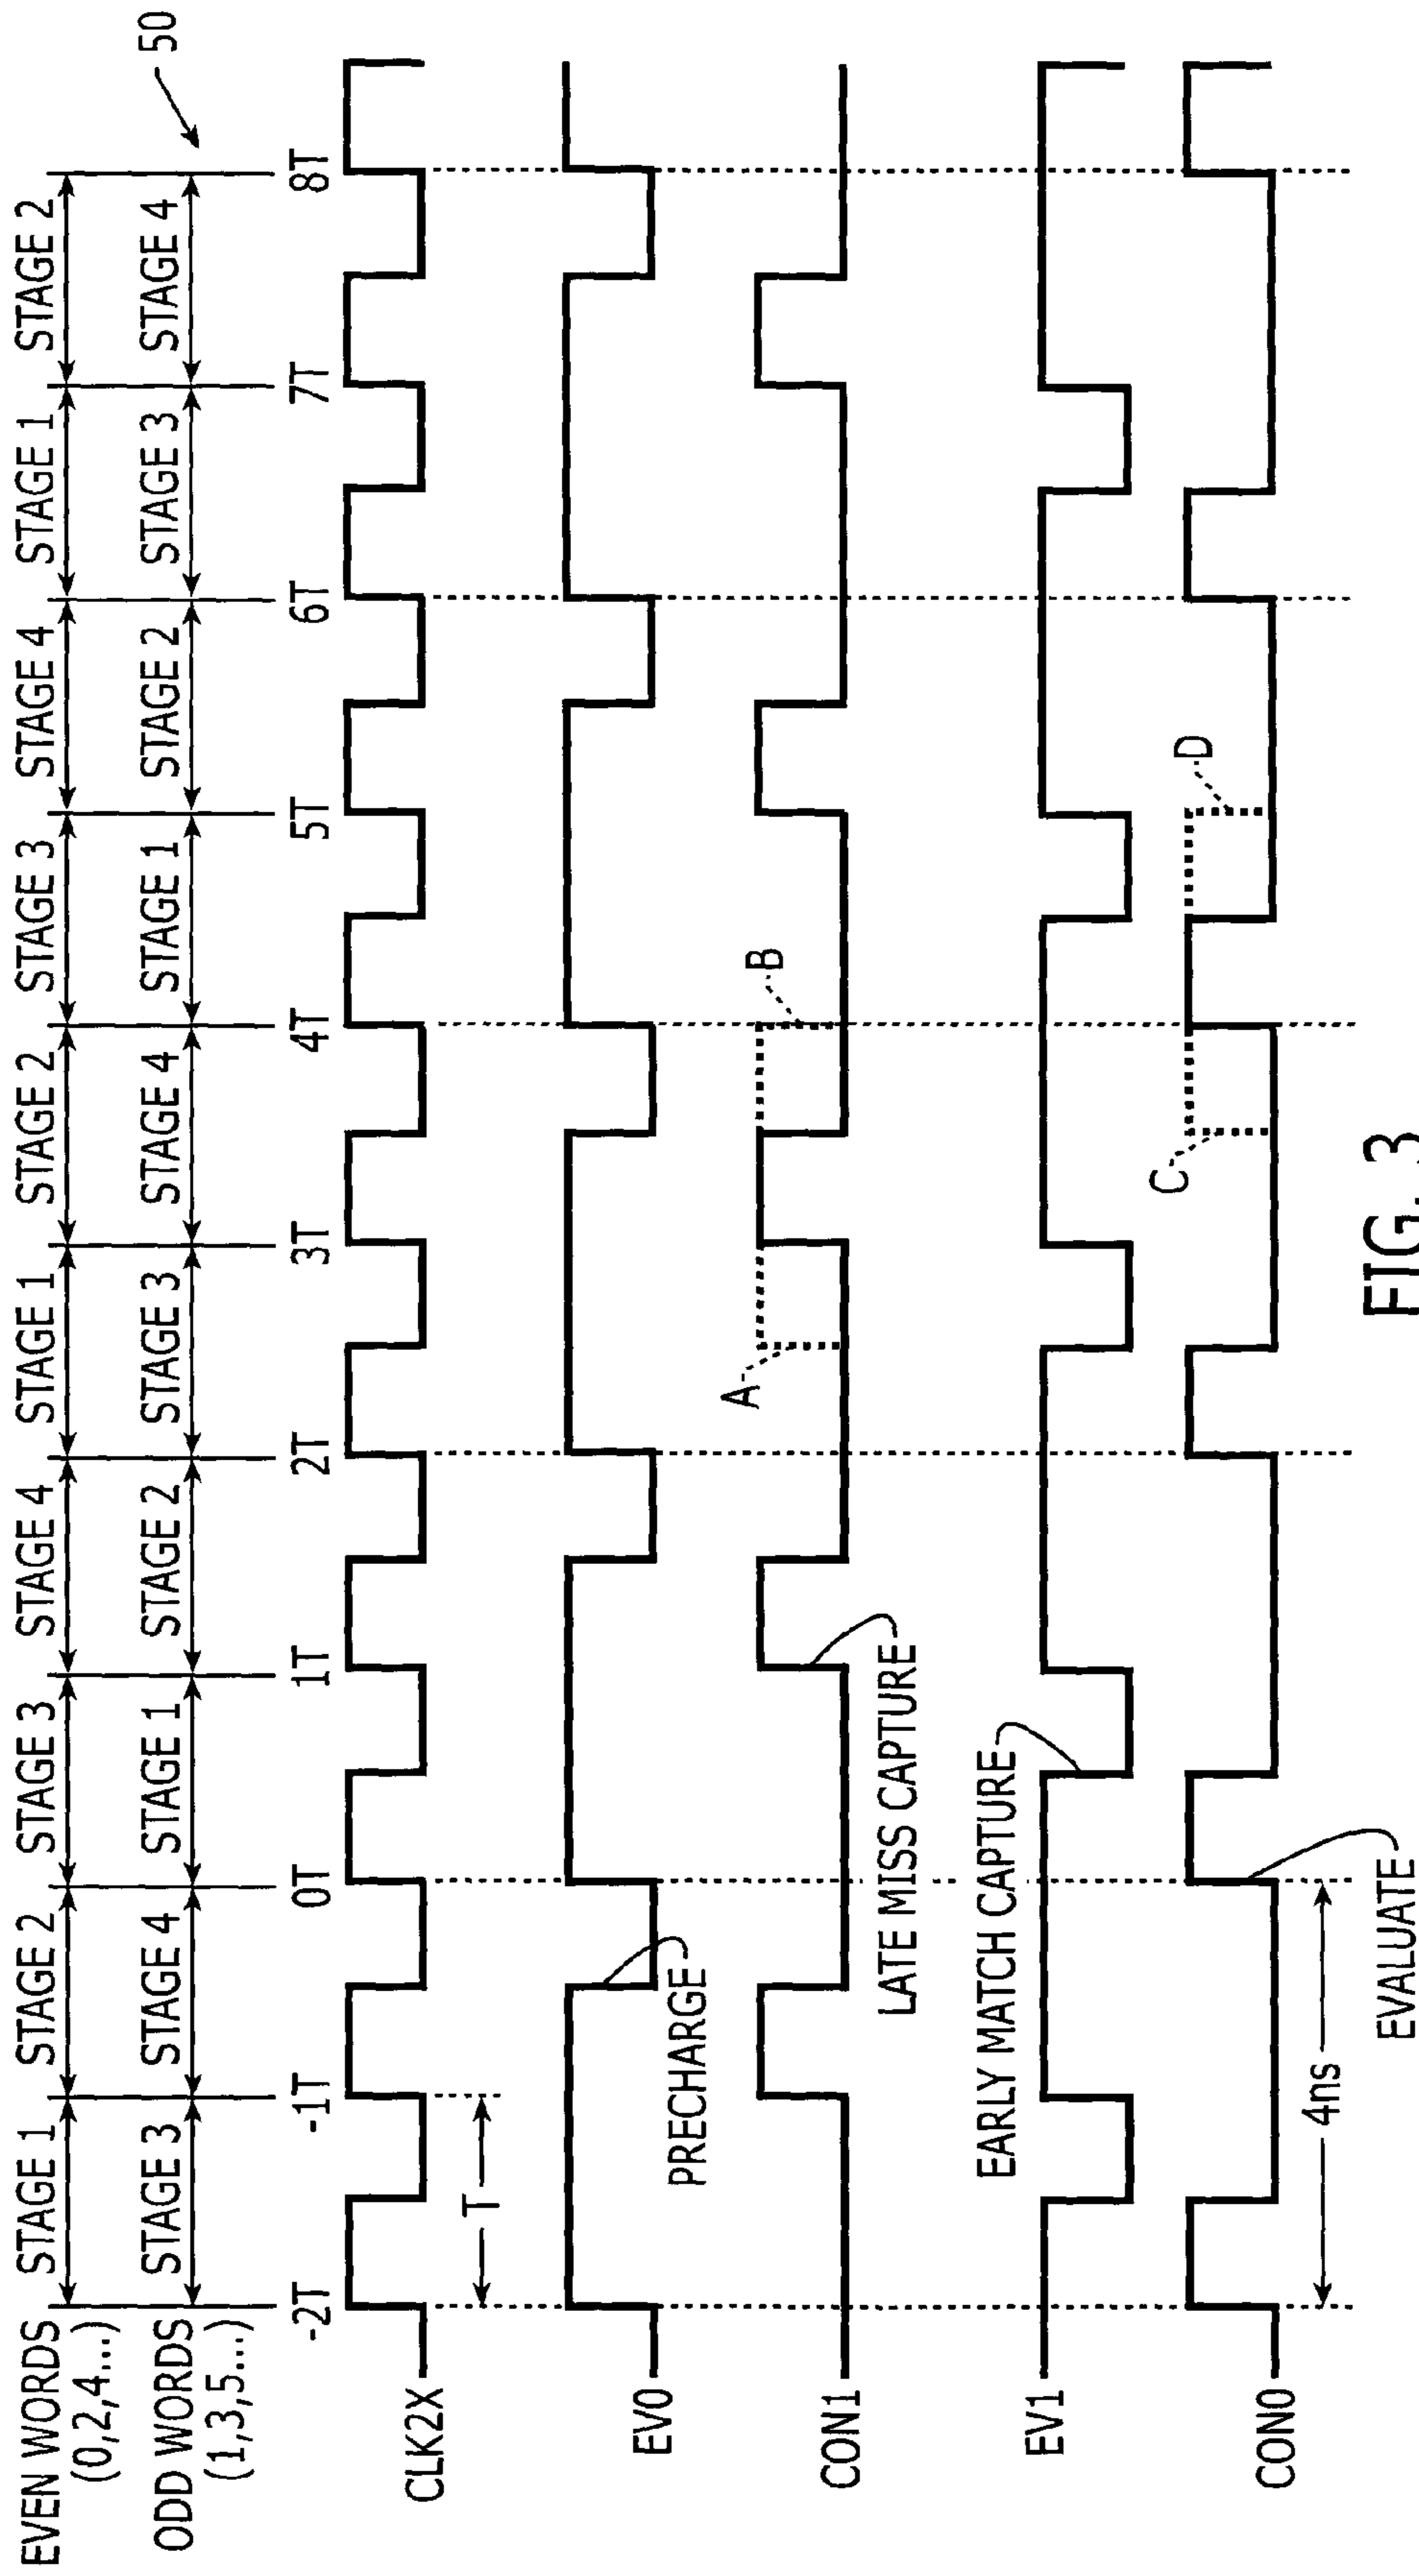 EVEN WORDS STAGE 1 STAGE 2 STAGE 3 STAGE 4 STAGE 1 STAGE 2 STAGE 3 STAGE 4 STAGE 1 STAGE 2
(0,2,4...)
ODD WORDS STAGE 3 STAGE 4 STAGE 1 STAGE 2 STAGE 3 STAGE 4 STAGE 1 STAGE 2 STAGE 3 STAGE 4
(1,3,5...)
50
-2T -1T 0T 1T 2T 3T 4T 5T 6T 7T 8T
CLK2X
T
EV0
PRECHARGE
CON1
A
B
LATE MISS CAPTURE
EARLY MATCH CAPTURE
EV1
C
D
CON0
4ns
EVALUATE
FIG. 3